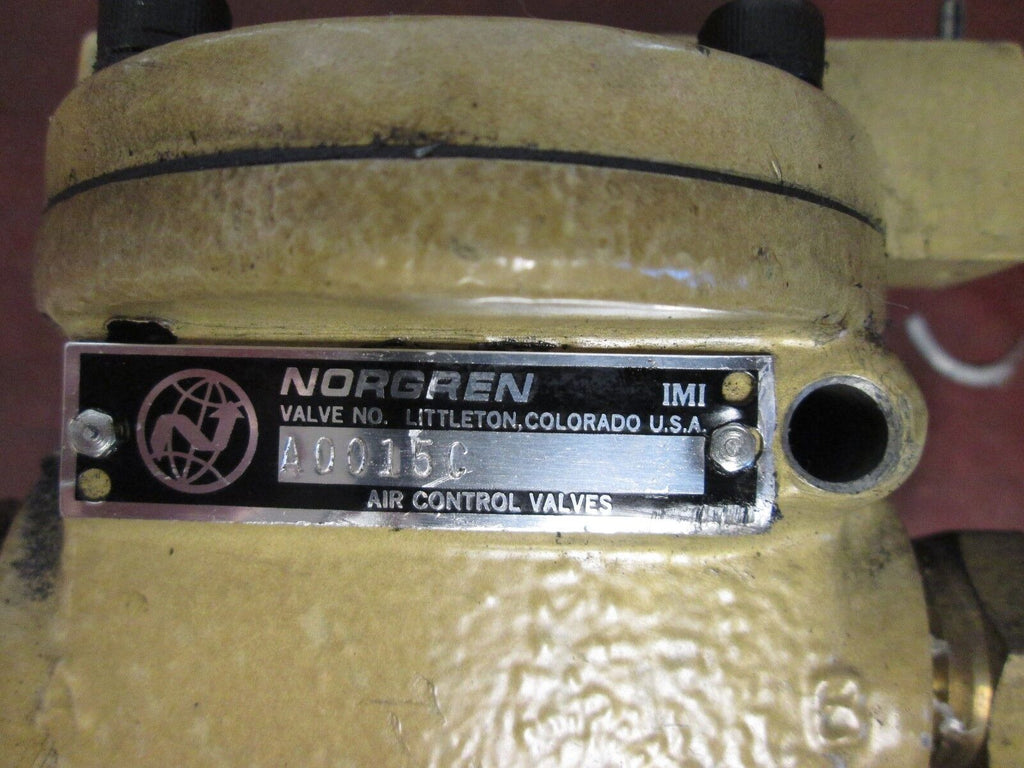 NORGREN IMI
VALVE NO. LITTLETON, COLORADO U.S.A.
A0015C
AIR CONTROL VALVES